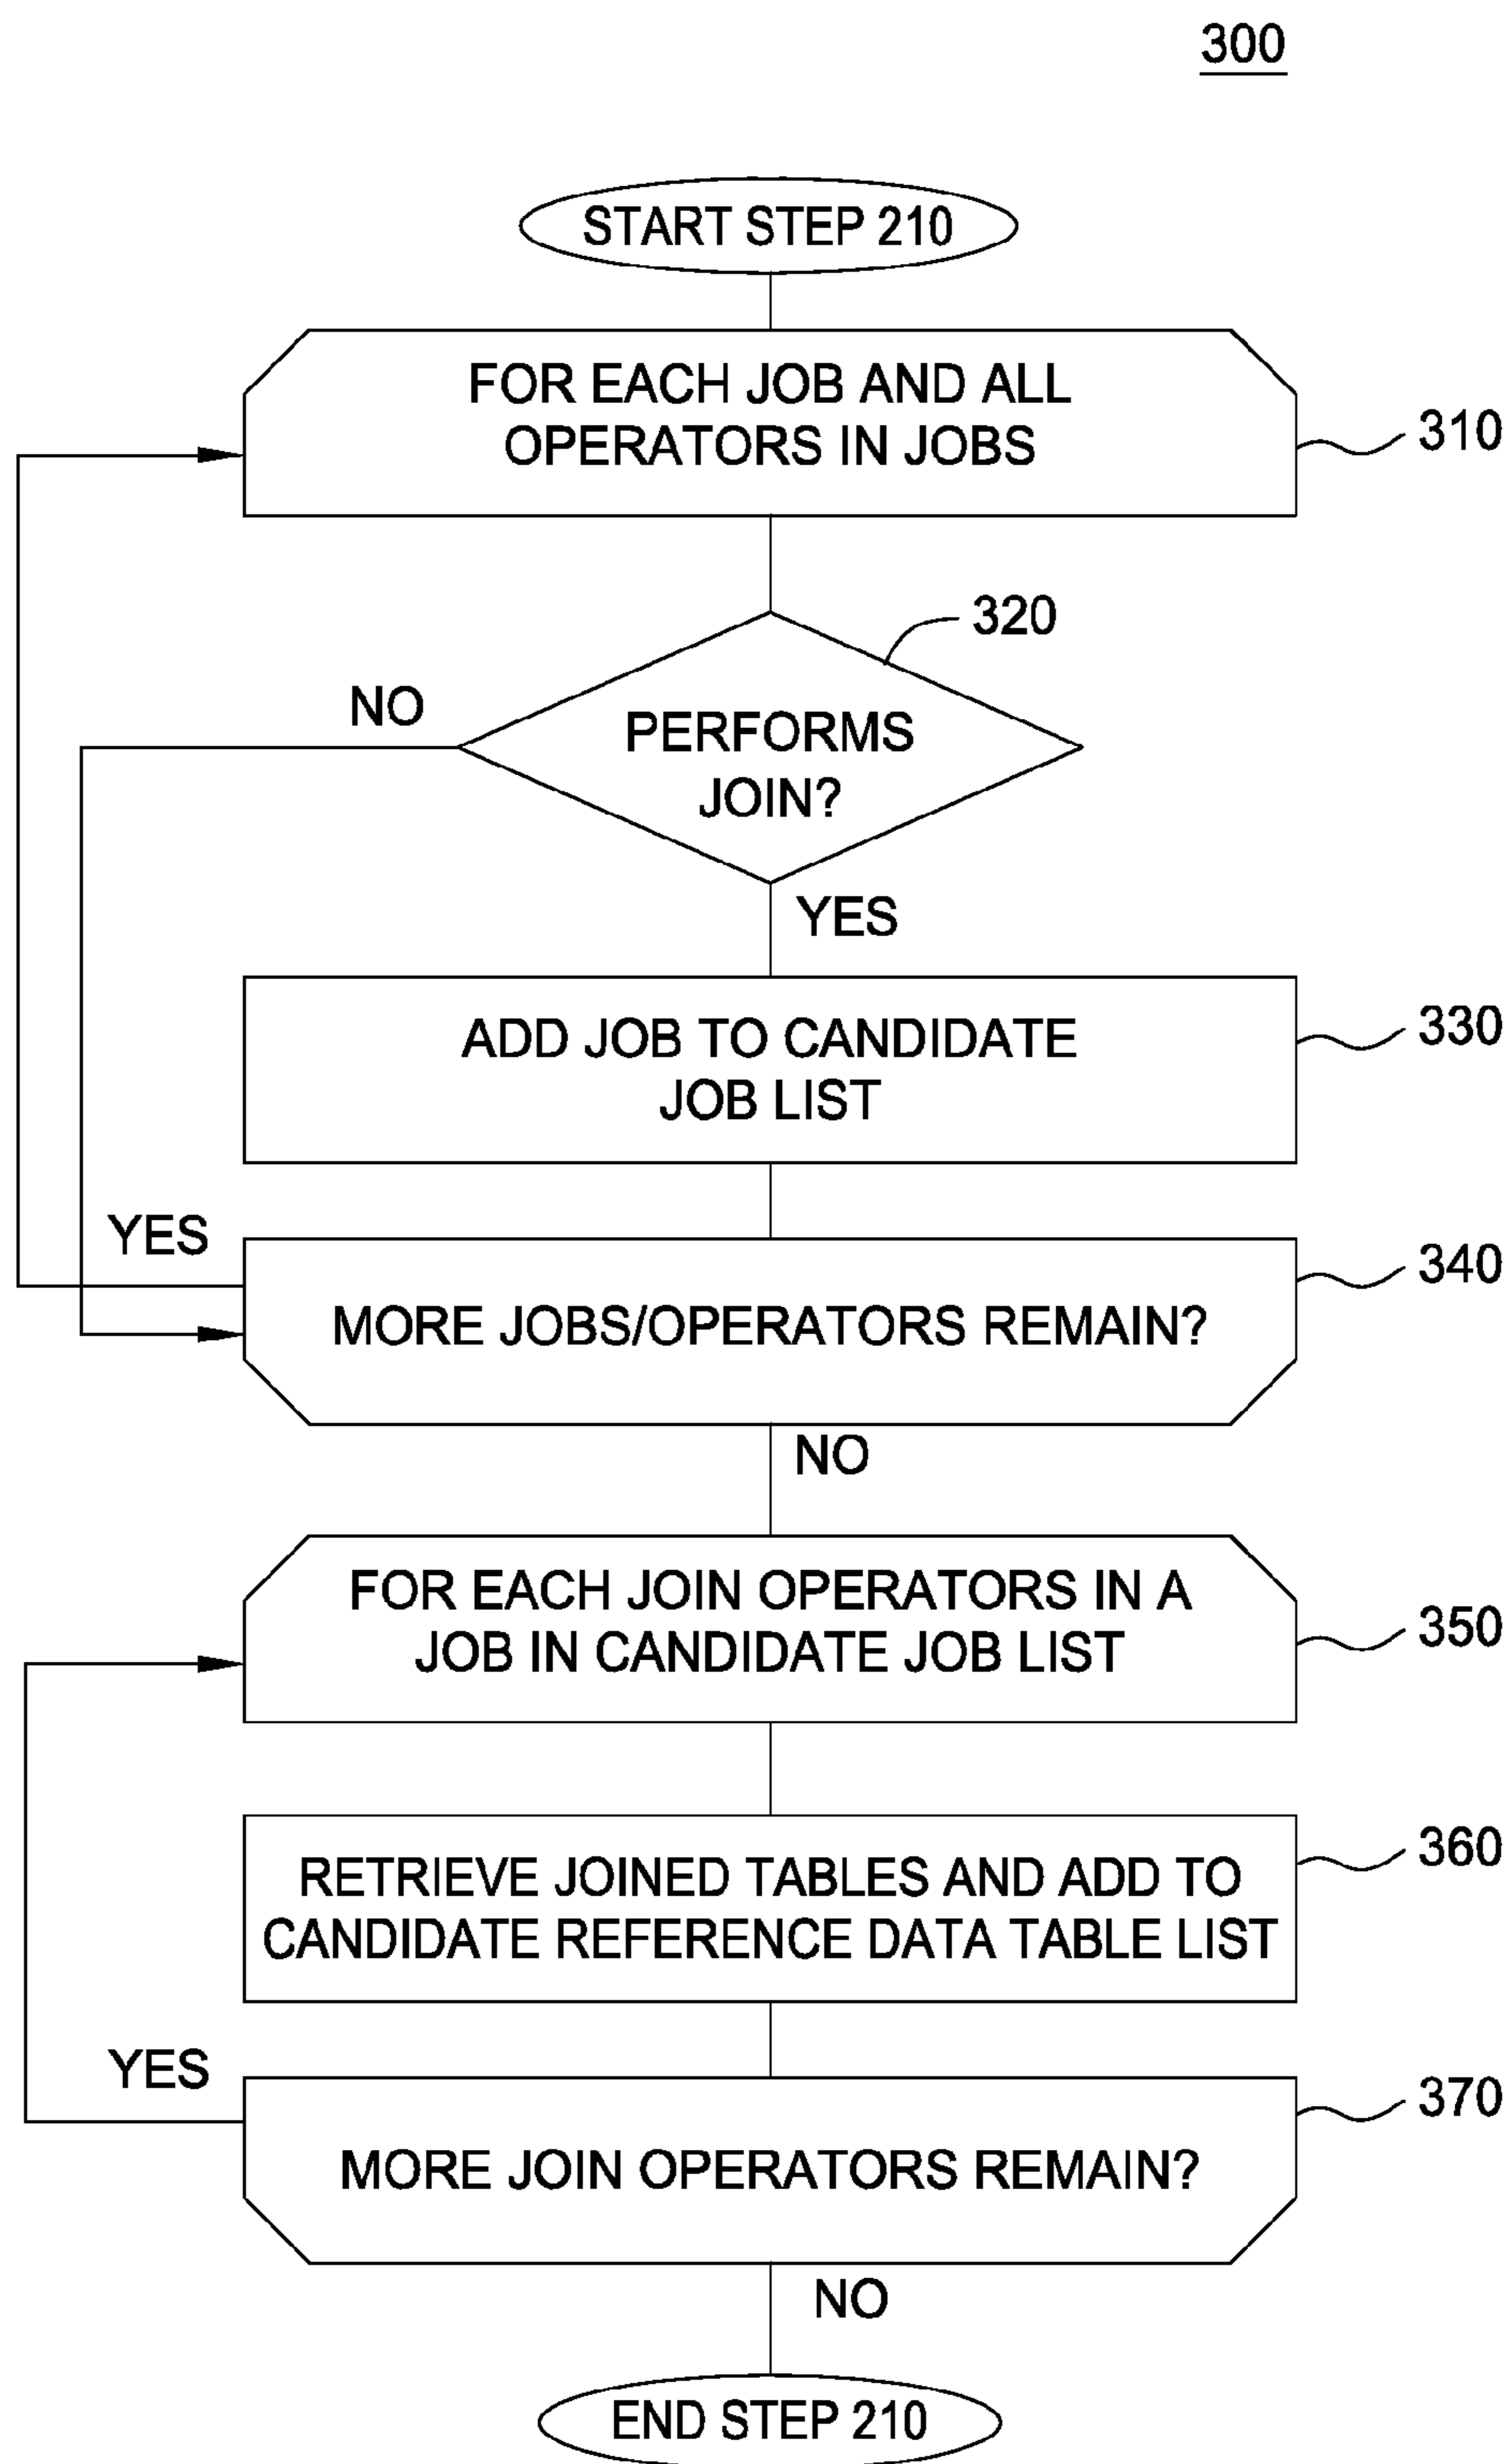 300
START STEP 210
FOR EACH JOB AND ALL
OPERATORS IN JOBS
310
320
NO
PERFORMS
JOIN?
YES
ADD JOB TO CANDIDATE
JOB LIST
330
YES
340
MORE JOBS/OPERATORS REMAIN?
NO
FOR EACH JOIN OPERATORS IN A
JOB IN CANDIDATE JOB LIST
350
RETRIEVE JOINED TABLES AND ADD TO
CANDIDATE REFERENCE DATA TABLE LIST
360
YES
370
MORE JOIN OPERATORS REMAIN?
NO
END STEP 210